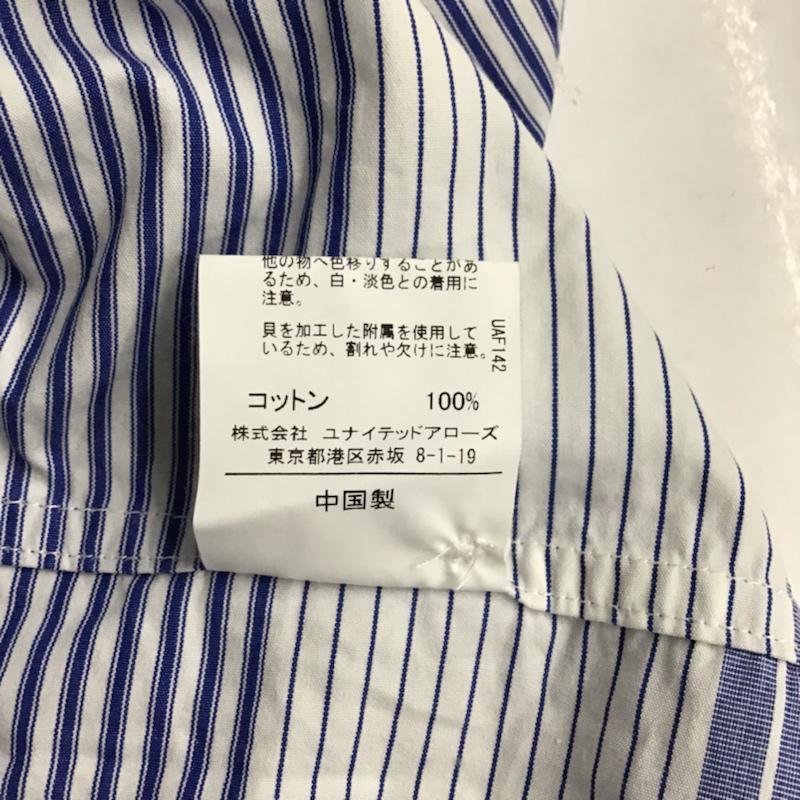 他の物へ色移りすることがあ
るため、白・淡色との着用に
注意。
貝を加工した附属を使用して
いるため、割れや欠けに注意。
UAF142
コットン 100%
株式会社 ユナイテッドアローズ
東京都港区赤坂 8-1-19
中国製